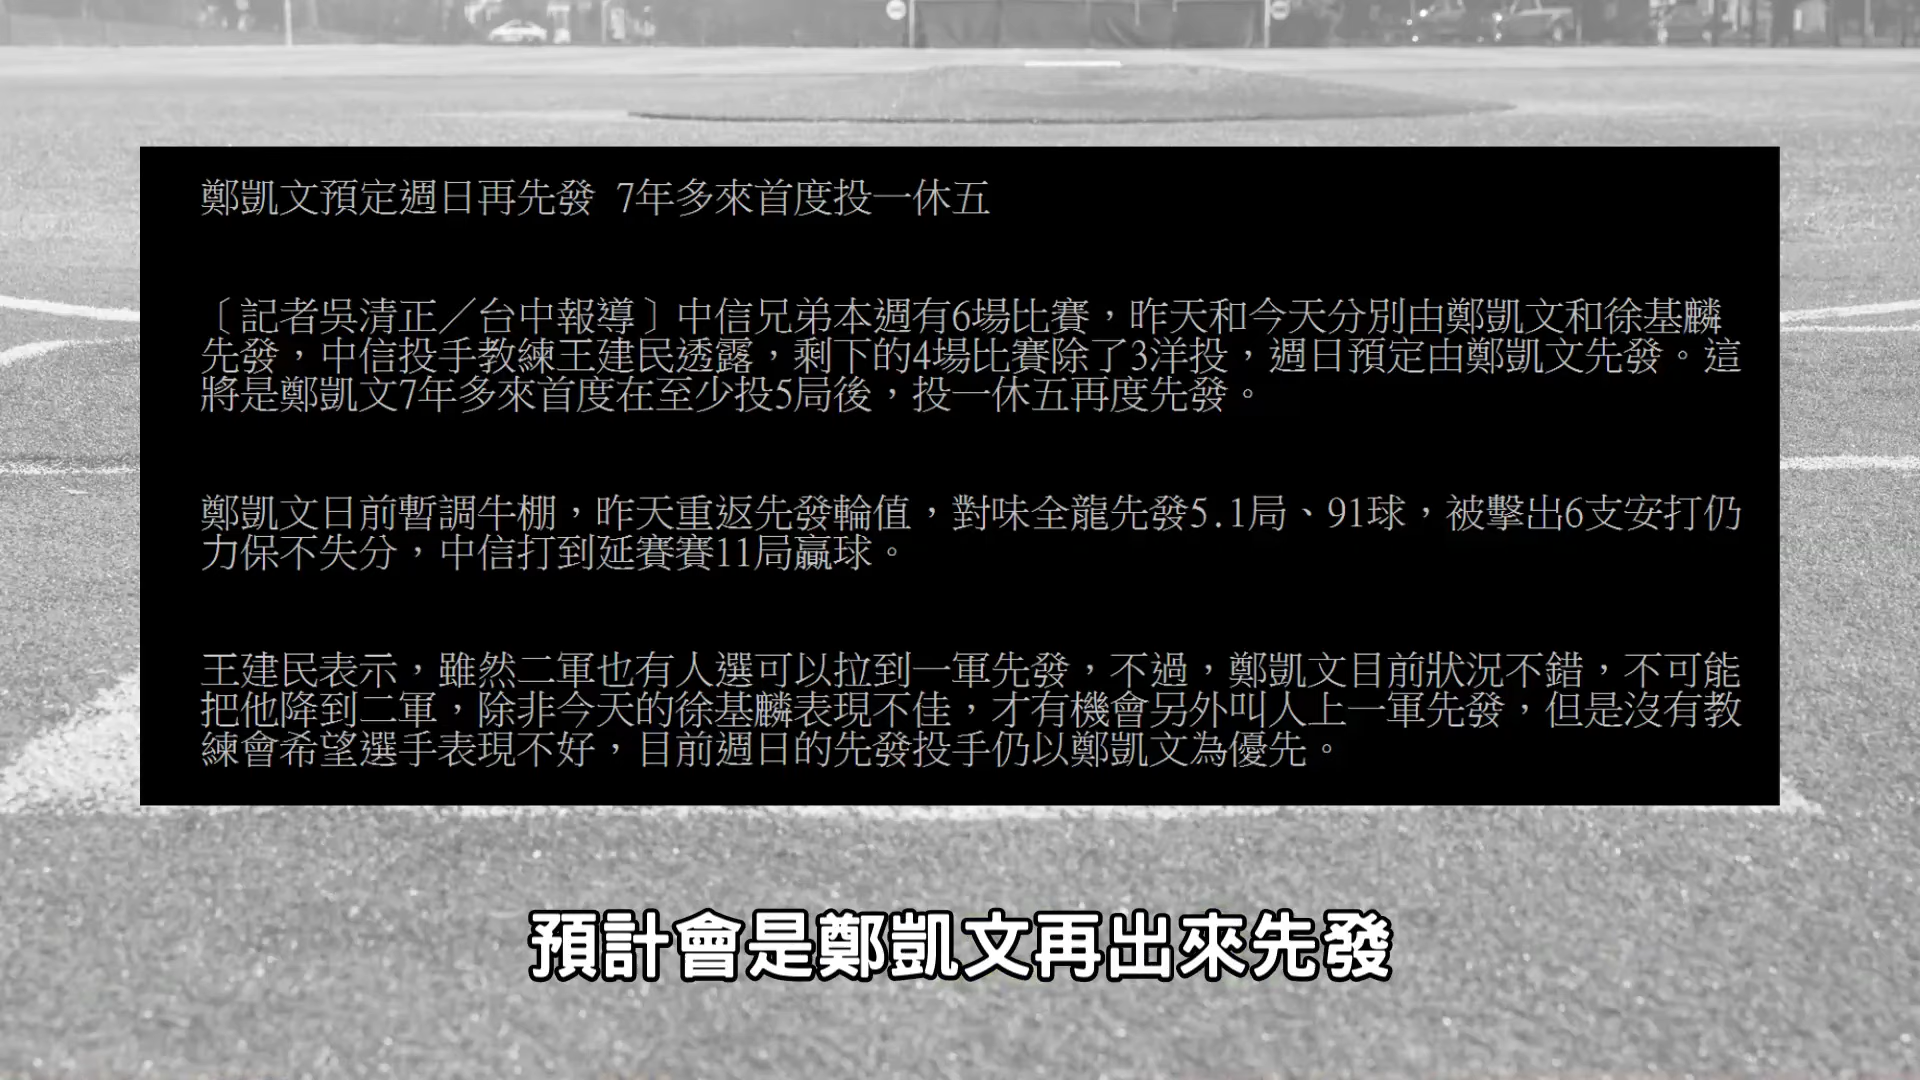 鄭凱文預定週日再先發 7年多來首度投一休五
〔記者吳清正／台中報導〕中信兄弟本週有6場比賽，昨天和今天分別由鄭凱文和徐基麟
先發，中信投手教練王建民透露，剩下的4場比賽除了3洋投，週日預定由鄭凱文先發。這
將是鄭凱文7年多來首度在至少投5局後，投一休五再度先發。
鄭凱文日前暫調牛棚，昨天重返先發輪值，對味全龍先發5.1局、91球，被擊出6支安打仍
力保不失分，中信打到延賽賽11局贏球。
王建民表示，雖然二軍也有人選可以拉到一軍先發，不過，鄭凱文目前狀況不錯，不可能
把他降到二軍，除非今天的徐基麟表現不佳，才有機會另外叫人上一軍先發，但是沒有教
練會希望選手表現不好，目前週日的先發投手仍以鄭凱文為優先。
預計會是鄭凱文再出來先發